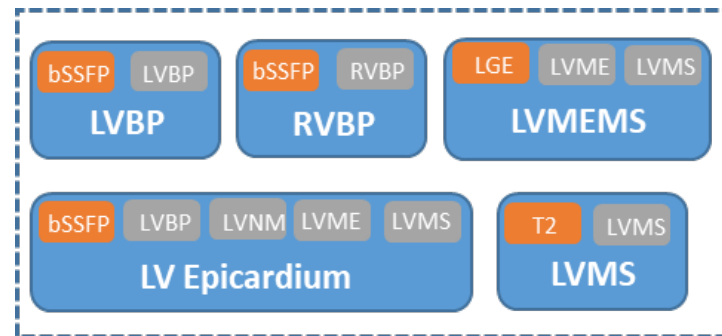 bSSFP LVBP
LVBP
bSSFP RVBP
RVBP
LGE LVME LVMS
LVMEMS
bSSFP LVBP LVNM LVME LVMS
LV Epicardium
T2 LVMS
LVMS